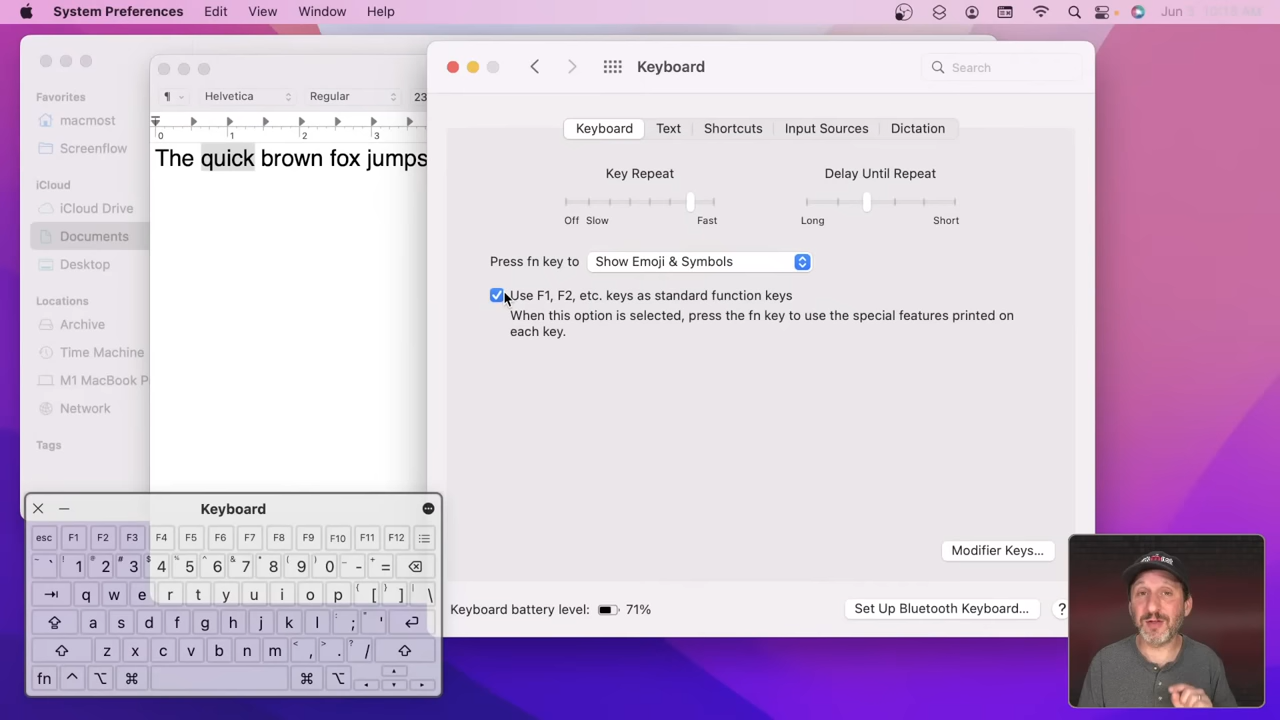 System Preferences Edit View Window Help Jun
Keyboard
Search
Favorites
macmost
Screenflow
iCloud
iCloud Drive
Documents
Desktop
Locations
Archive
Time Machine
M1 MacBook P
Network
Tags
¶ Helvetica Regular 23
0 1 2 3
The quick brown fox jumps
Keyboard Text Shortcuts Input Sources Dictation
Key Repeat Delay Until Repeat
Off Slow Fast Long Short
Press fn key to Show Emoji & Symbols
Use F1, F2, etc. keys as standard function keys
When this option is selected, press the fn key to use the special features printed on
each key.
Modifier Keys...
Keyboard battery level: 71% Set Up Bluetooth Keyboard... ?
Keyboard
esc F1 F2 F3 F4 F5 F6 F7 F8 F9 F10 F11 F12
~ ` ! 1 @ 2 # 3 $ 4 % 5 ^ 6 & 7 * 8 ( 9 ) 0 _ - + =
q w e r t y u i o p { [ } ] | \
a s d f g h j k l : ; " '
z x c v b n m < , > . ? /
fn ^ ⌥ ⌘ ⌘ ⌥